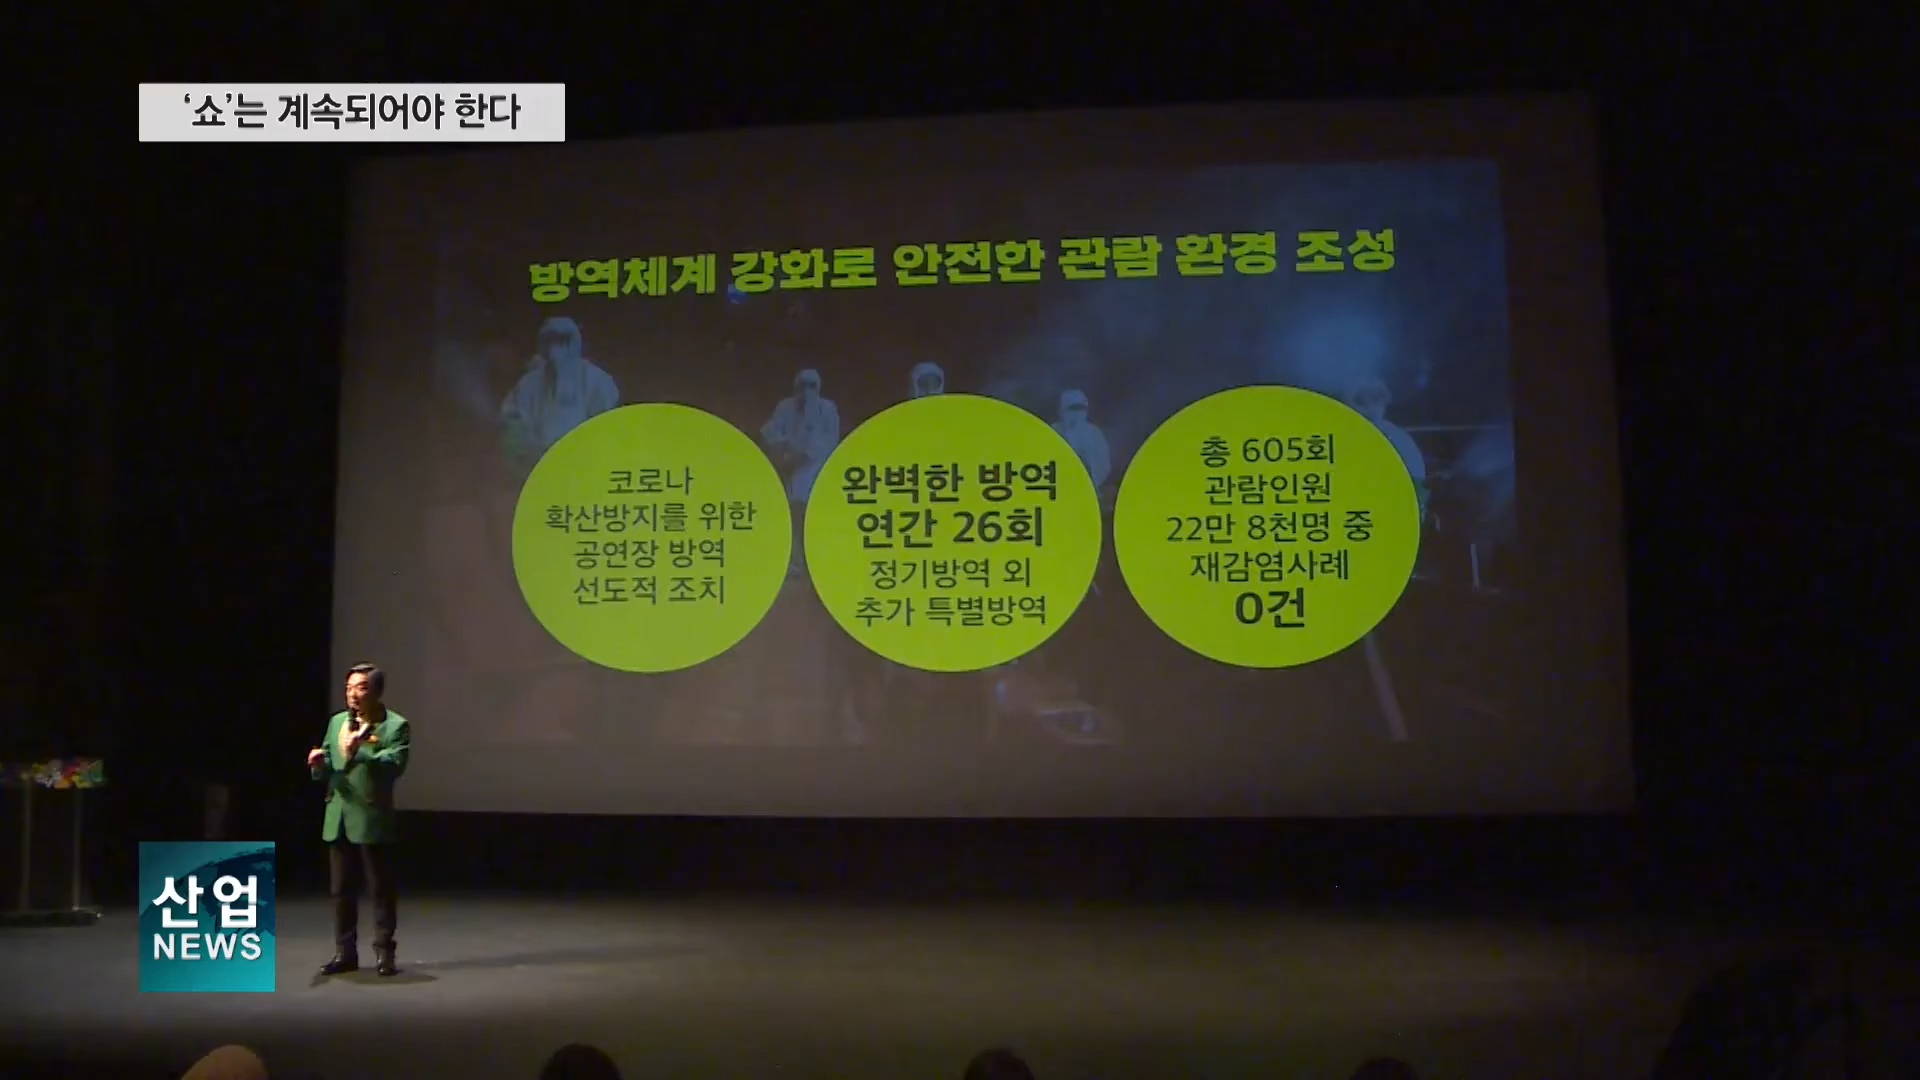 ‘쇼’는 계속되어야 한다
방역체계 강화로 안전한 관람 환경 조성
코로나
확산방지를 위한
공연장 방역
선도적 조치
완벽한 방역
연간 26회
정기방역 외
추가 특별방역
총 605회
관람인원
22만 8천명 중
재감염사례
0건
산업
NEWS